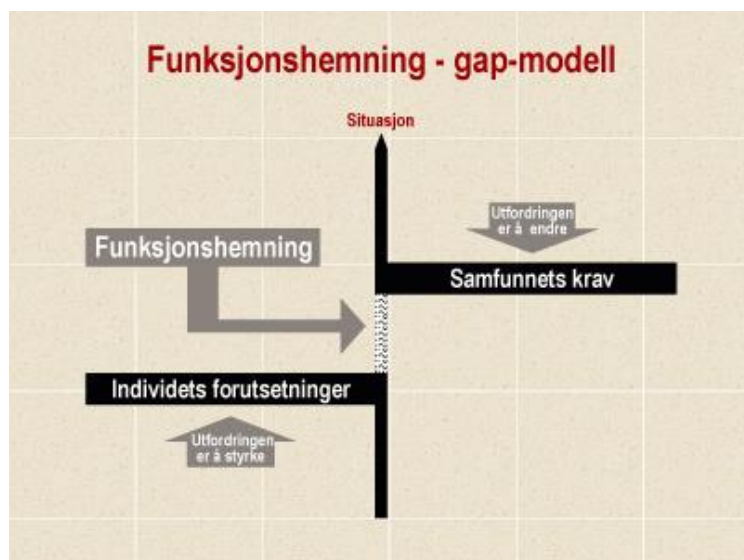 Funksjonshemning - gap-modell
Situasjon
Utfordringen
er å endre
Funksjonshemning
Samfunnets krav
Individets forutsetninger
Utfordringen
er å styrke